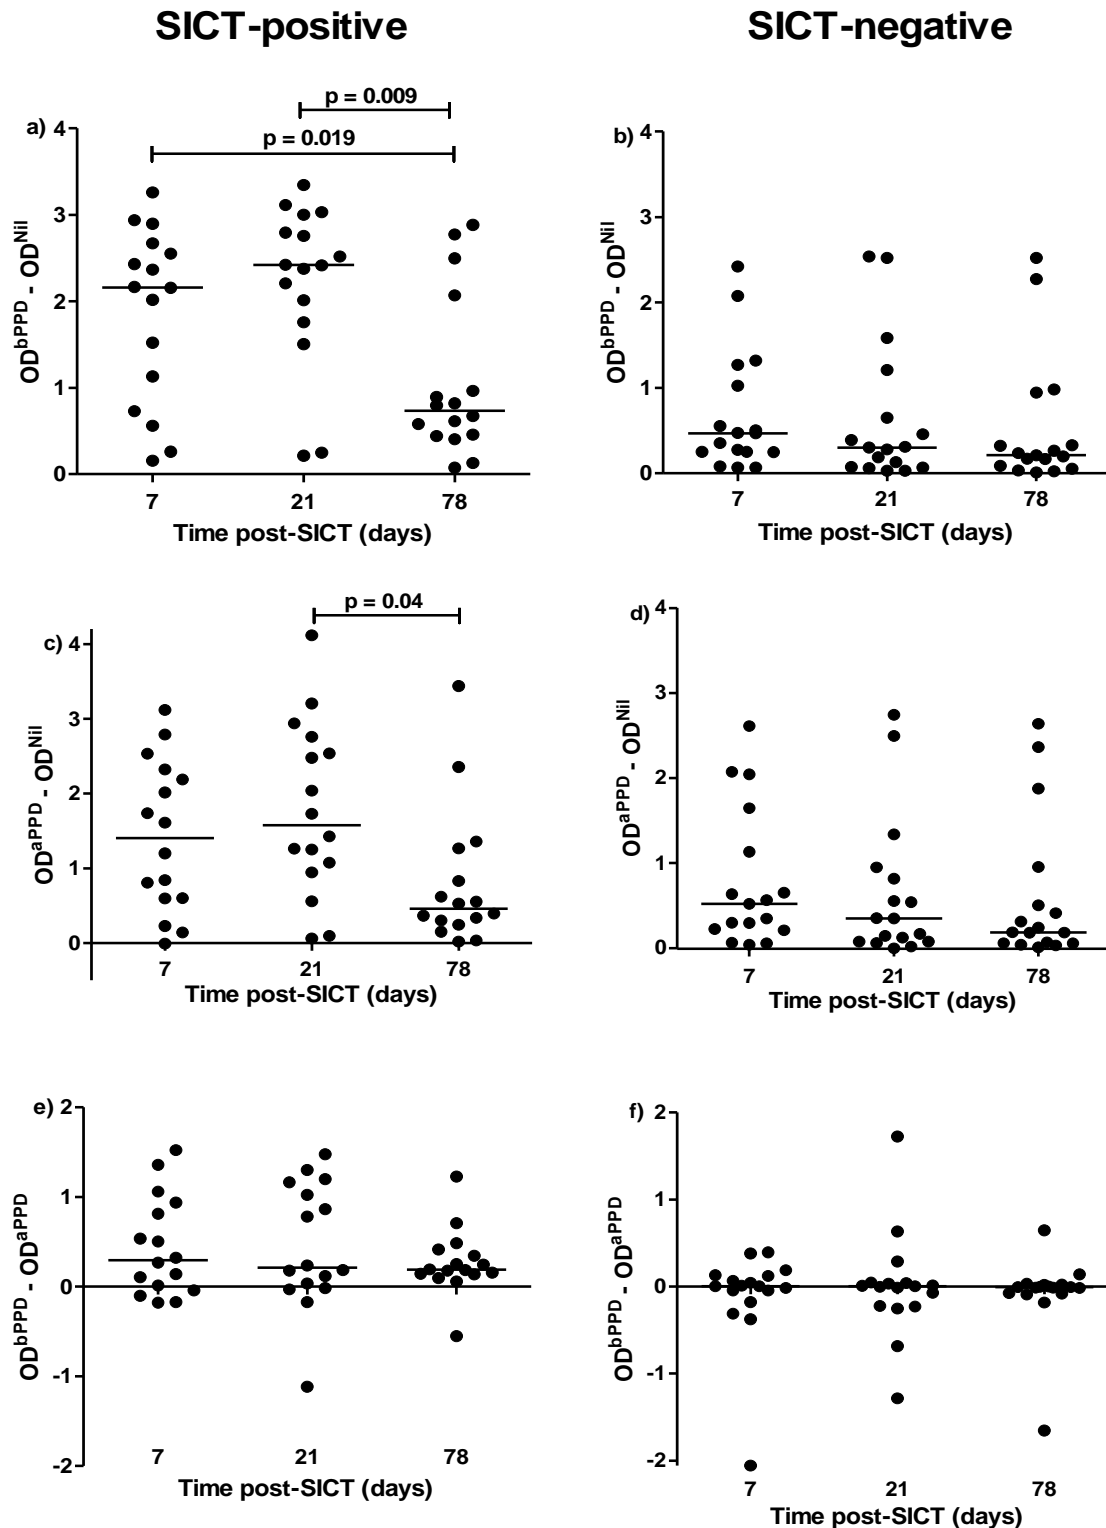 SICT-positive
SICT-negative
p = 0.009
p = 0.019
a)
4
3
2
1
0
OD^bPPD - OD^Nil
7 21 78
Time post-SICT (days)
b)
4
3
2
1
0
OD^bPPD - OD^Nil
7 21 78
Time post-SICT (days)
p = 0.04
c)
4
3
2
1
0
OD^aPPD - OD^Nil
7 21 78
Time post-SICT (days)
d)
4
3
2
1
0
OD^aPPD - OD^Nil
7 21 78
Time post-SICT (days)
e)
2
1
0
-1
-2
OD^bPPD - OD^aPPD
7 21 78
Time post-SICT (days)
f)
2
1
0
-1
-2
OD^bPPD - OD^aPPD
7 21 78
Time post-SICT (days)